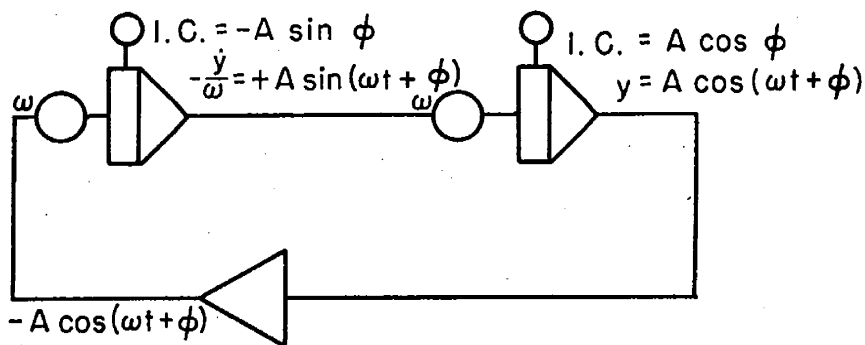 I. C. = -A sin ϕ
-ẏ/ω = +A sin(ωt + ϕ)
ω
ω
I. C. = A cos ϕ
y = A cos(ωt + ϕ)
-A cos(ωt + ϕ)